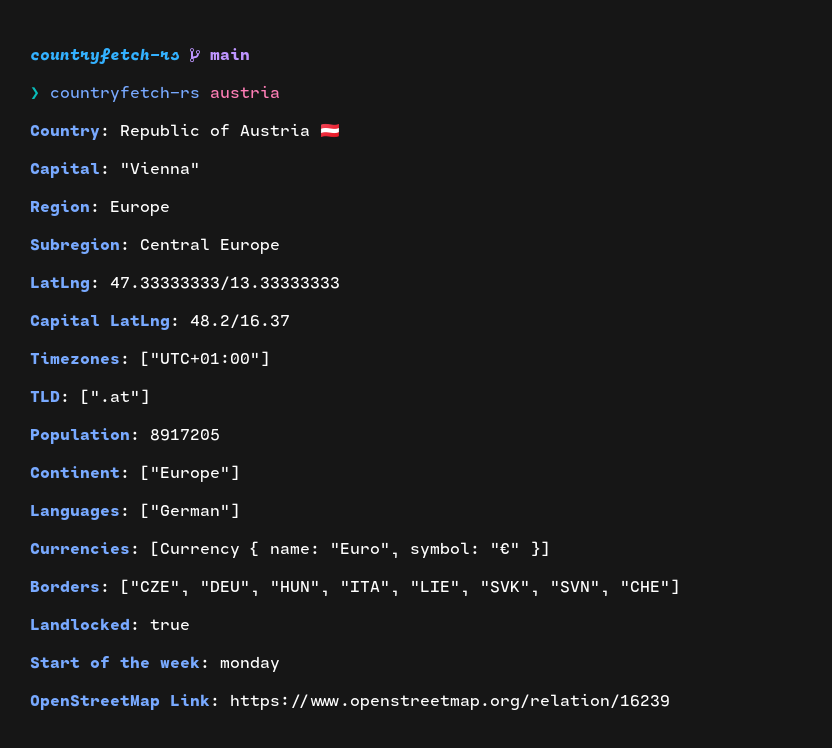 countryfetch-rs main
❯ countryfetch-rs austria
Country: Republic of Austria 🇦🇹
Capital: "Vienna"
Region: Europe
Subregion: Central Europe
LatLng: 47.33333333/13.33333333
Capital LatLng: 48.2/16.37
Timezones: ["UTC+01:00"]
TLD: [".at"]
Population: 8917205
Continent: ["Europe"]
Languages: ["German"]
Currencies: [Currency { name: "Euro", symbol: "€" }]
Borders: ["CZE", "DEU", "HUN", "ITA", "LIE", "SVK", "SVN", "CHE"]
Landlocked: true
Start of the week: monday
OpenStreetMap Link: https://www.openstreetmap.org/relation/16239